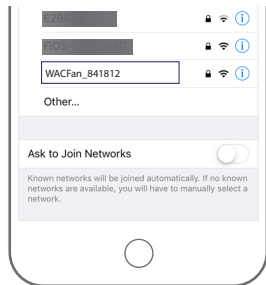 WACFan_841812
Other...
Ask to Join Networks
Known networks will be joined automatically. If no known
networks are available, you will have to manually select a
network.